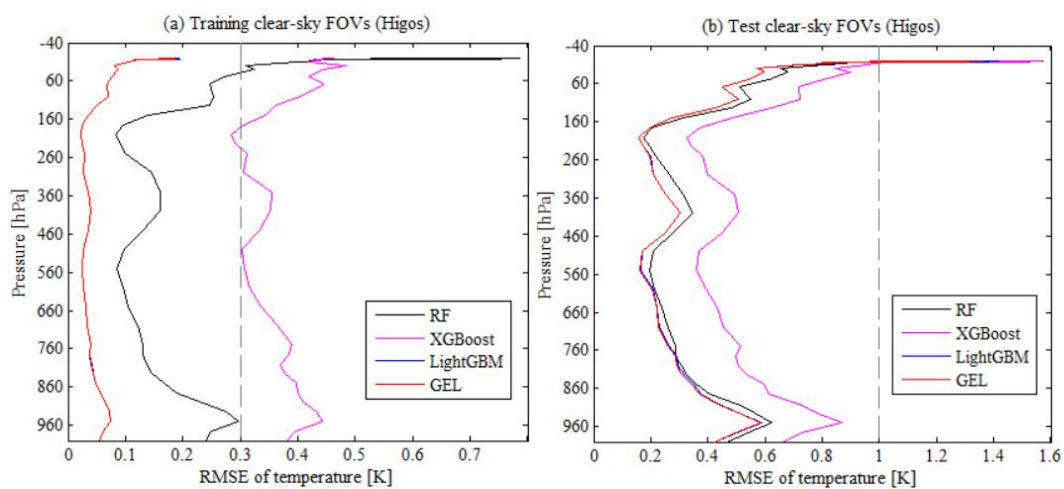 (a) Training clear-sky FOVs (Higos)
-40
60
160
260
360
460
560
660
760
860
960
Pressure [hPa]
RF
XGBoost
LightGBM
GEL
0 0.1 0.2 0.3 0.4 0.5 0.6 0.7
RMSE of temperature [K]
(b) Test clear-sky FOVs (Higos)
-40
60
160
260
360
460
560
660
760
860
960
Pressure [hPa]
RF
XGBoost
LightGBM
GEL
0 0.2 0.4 0.6 0.8 1 1.2 1.4 1.6
RMSE of temperature [K]